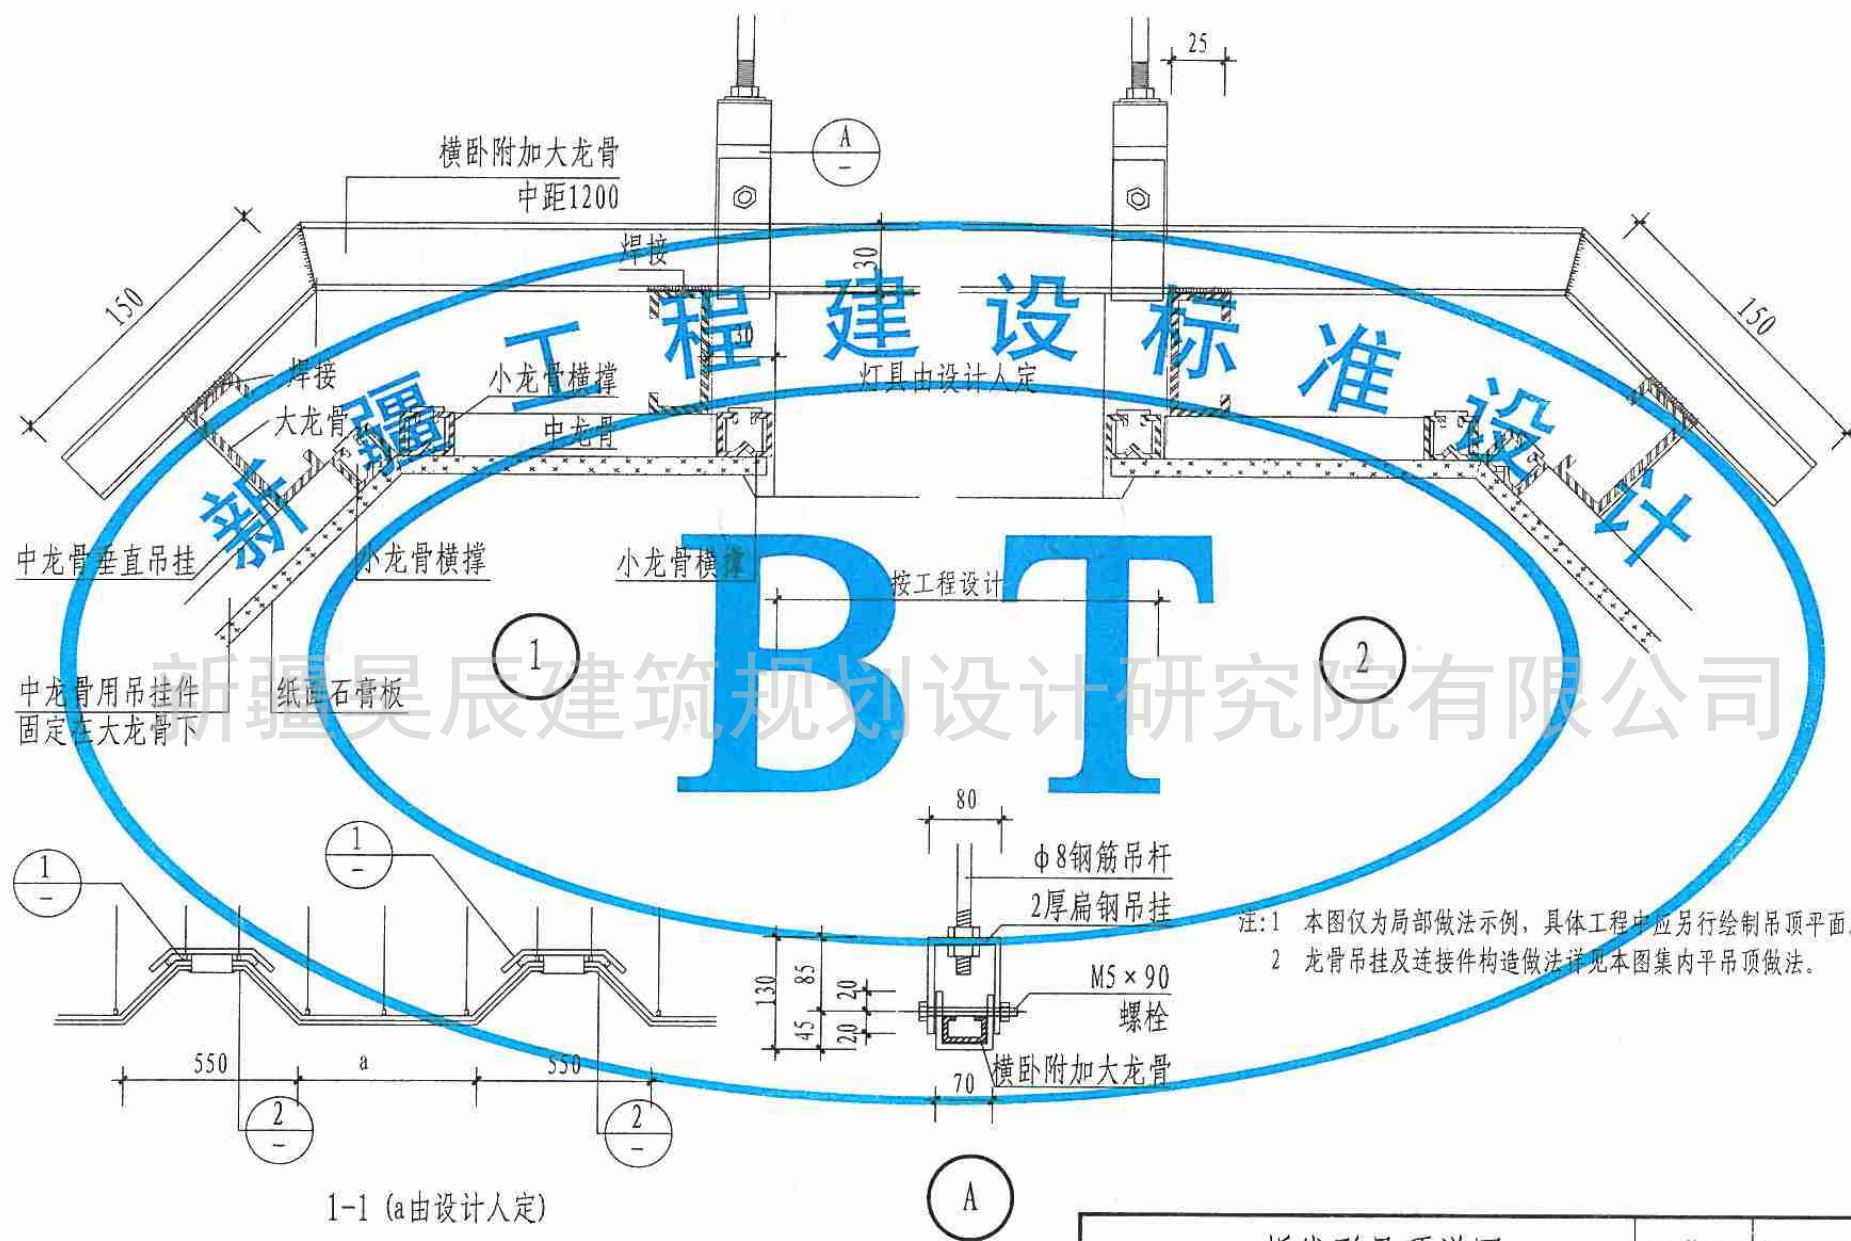 25
A
–
横卧附加大龙骨
中距1200
焊接
30
150
150
新疆工程建设标准设计
30
焊接
小龙骨横撑
灯具由设计人定
大龙骨
中龙骨
中龙骨垂直吊挂
小龙骨横撑
小龙骨横撑
按工程设计
BT
1
2
新疆昊辰建筑规划设计研究院有限公司
中龙骨用吊挂件
固定在大龙骨下
纸面石膏板
80
1
–
1
–
φ8钢筋吊杆
2厚扁钢吊挂
注:1 本图仅为局部做法示例、具体工程中应另行绘制吊顶平面
2 龙骨吊挂及连接件构造做法详见本图集内平吊顶做法。
130
85
45
20
20
M5×90
螺栓
横卧附加大龙骨
70
550
a
550
2
–
2
–
1-1 (a由设计人定)
A